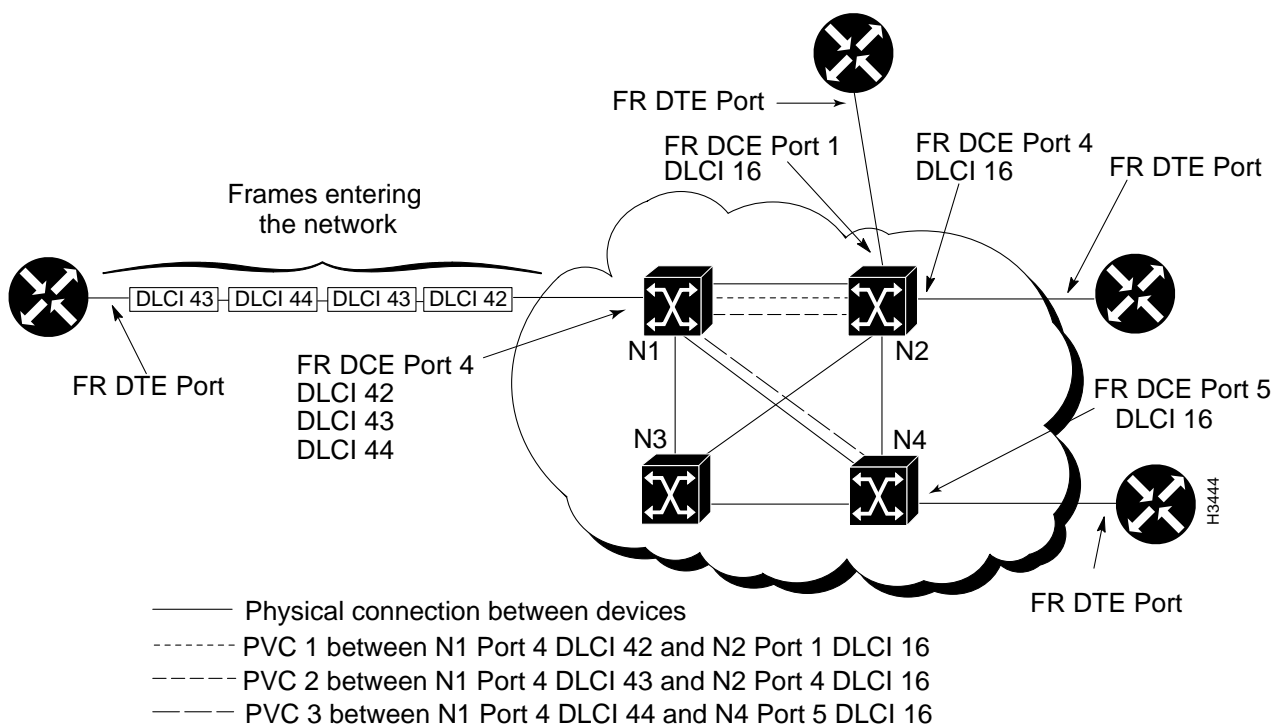 FR DTE Port
FR DCE Port 1
DLCI 16
FR DCE Port 4
DLCI 16
FR DTE Port
Frames entering
the network
DLCI 43
DLCI 44
DLCI 43
DLCI 42
FR DTE Port
FR DCE Port 4
DLCI 42
DLCI 43
DLCI 44
N1
N2
N3
N4
FR DCE Port 5
DLCI 16
H3444
FR DTE Port
Physical connection between devices
PVC 1 between N1 Port 4 DLCI 42 and N2 Port 1 DLCI 16
PVC 2 between N1 Port 4 DLCI 43 and N2 Port 4 DLCI 16
PVC 3 between N1 Port 4 DLCI 44 and N4 Port 5 DLCI 16